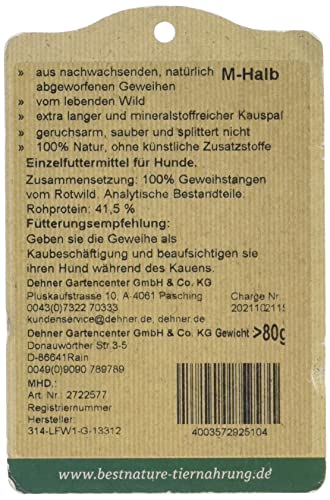 » aus nachwachsenden, natürlich M-Halb
abgeworfenen Geweihen
» vom lebenden Wild
» extra langer und mineralstoffreicher Kauspaß
» geruchsarm, sauber und splittert nicht
» 100% Natur, ohne künstliche Zusatzstoffe
Einzelfuttermittel für Hunde.
Zusammensetzung: 100% Geweihstangen
vom Rotwild. Analytische Bestandteile.
Rohprotein: 41,5 %
Fütterungsempfehlung:
Geben sie die Geweihe als
Kaubeschäftigung und beaufsichtigen sie
ihren Hund während des Kauens.
Dehner Gartencenter GmbH & Co. KG
Pluskaufstrasse 10, A-4061 Pasching Charge Nr
0043(0)7322 70333 2021102115
kundenservice@dehner.de, dehner.de
Dehner Gartencenter GmbH & Co. KG Gewicht >80g
Donauwörther Str.3-5
D-86641Rain
0049(0)9090 789789
MHD.:
Art. Nr. 2722577
Registriernummer
Hersteller:
314-LFW1-G-13312 4003572925104
www.bestnature-tiernahrung.de